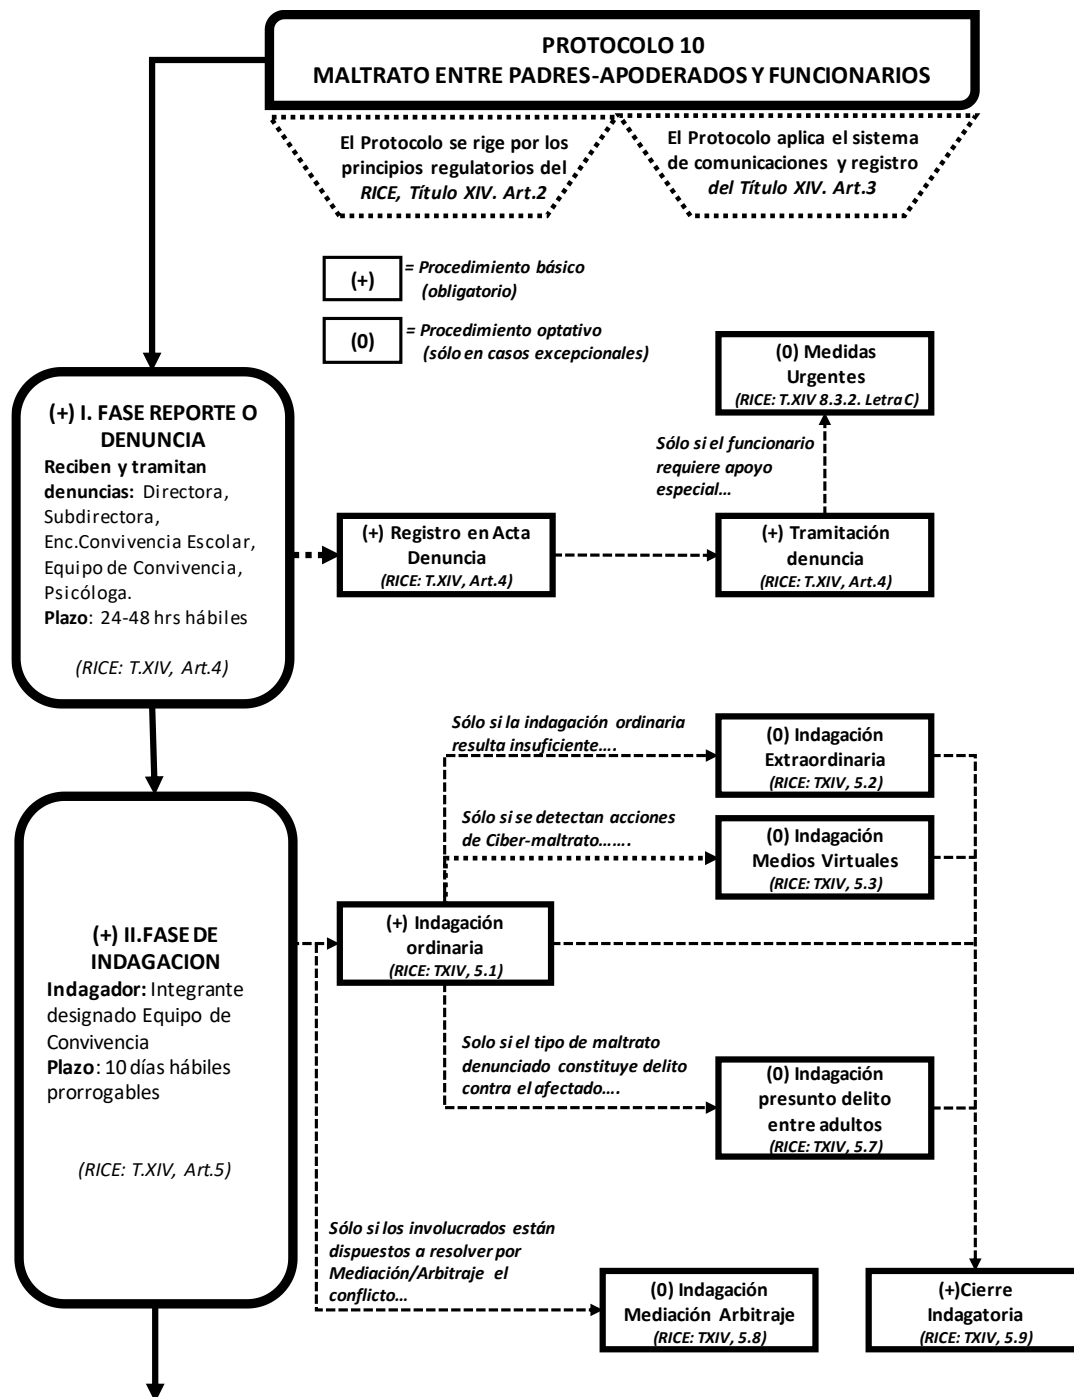 PROTOCOLO 10
MALTRATO ENTRE PADRES-APODERADOS Y FUNCIONARIOS
El Protocolo se rige por los
principios regulatorios del
RICE, Título XIV. Art.2
El Protocolo aplica el sistema
de comunicaciones y registro
del Título XIV. Art.3
(+)
= Procedimiento básico
(obligatorio)
(0)
= Procedimiento optativo
(sólo en casos excepcionales)
(0) Medidas
Urgentes
(RICE: T.XIV 8.3.2. Letra C)
Sólo si el funcionario
requiere apoyo
especial...
(+) I. FASE REPORTE O
DENUNCIA
Reciben y tramitan
denuncias: Directora,
Subdirectora,
Enc.Convivencia Escolar,
Equipo de Convivencia,
Psicóloga.
Plazo: 24-48 hrs hábiles
(RICE: T.XIV, Art.4)
(+) Registro en Acta
Denuncia
(RICE: T.XIV, Art.4)
(+) Tramitación
denuncia
(RICE: T.XIV, Art.4)
Sólo si la indagación ordinaria
resulta insuficiente....
(0) Indagación
Extraordinaria
(RICE: TXIV, 5.2)
Sólo si se detectan acciones
de Ciber-maltrato.......
(0) Indagación
Medios Virtuales
(RICE: TXIV, 5.3)
(+) II.FASE DE
INDAGACION
Indagador: Integrante
designado Equipo de
Convivencia
Plazo: 10 días hábiles
prorrogables
(RICE: T.XIV, Art.5)
(+) Indagación
ordinaria
(RICE: TXIV, 5.1)
Solo si el tipo de maltrato
denunciado constituye delito
contra el afectado....
(0) Indagación
presunto delito
entre adultos
(RICE: TXIV, 5.7)
Sólo si los involucrados están
dispuestos a resolver por
Mediación/Arbitraje el
conflicto...
(0) Indagación
Mediación Arbitraje
(RICE: TXIV, 5.8)
(+)Cierre
Indagatoria
(RICE: TXIV, 5.9)